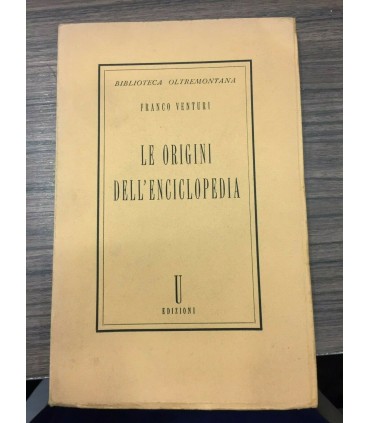 BIBLIOTECA OLTREMONTANA
FRANCO VENTURI
LE ORIGINI
DELL'ENCICLOPEDIA
U
EDIZIONI